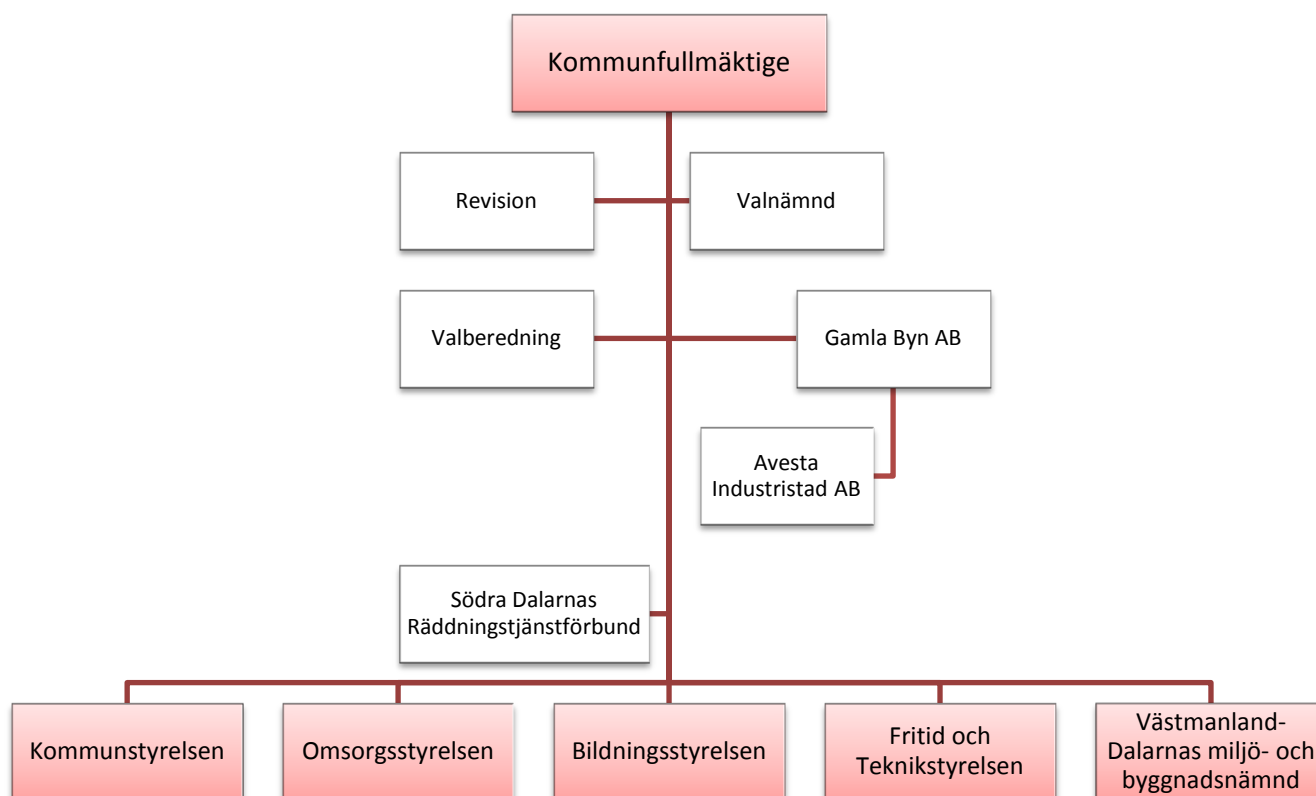 Kommunfullmäktige
Revision
Valnämnd
Valberedning
Gamla Byn AB
Avesta
Industristad AB
Södra Dalarnas
Räddningstjänstförbund
Kommunstyrelsen
Omsorgsstyrelsen
Bildningsstyrelsen
Fritid och
Teknikstyrelsen
Västmanland-
Dalarnas miljö- och
byggnadsnämnd